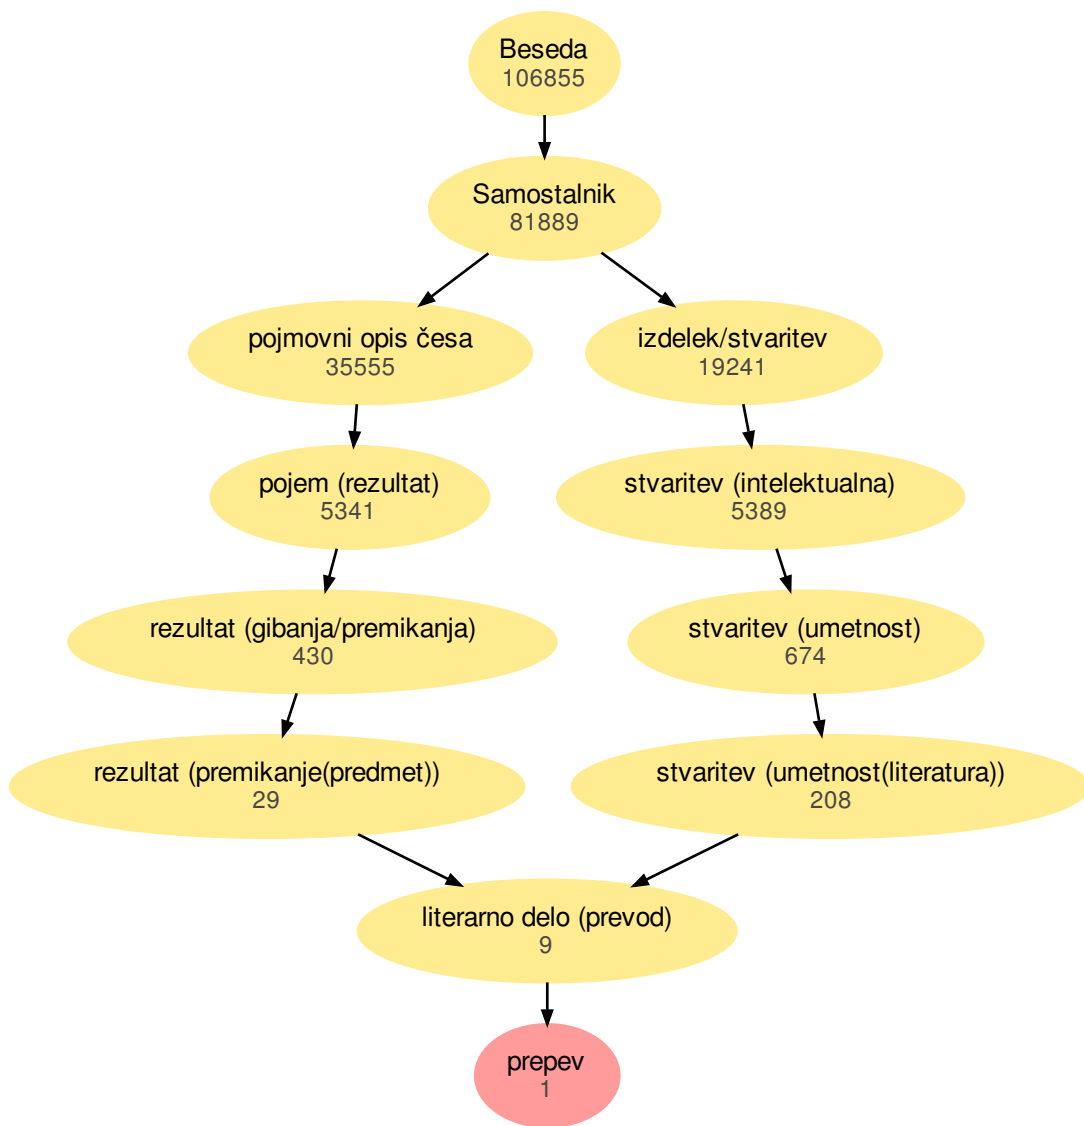 Beseda
106855
Samostalnik
81889
pojmovni opis česa
35555
izdelek/stvaritev
19241
pojem (rezultat)
5341
stvaritev (intelektualna)
5389
rezultat (gibanja/premikanja)
430
stvaritev (umetnost)
674
rezultat (premikanje(predmet))
29
stvaritev (umetnost(literatura))
208
literarno delo (prevod)
9
prepev
1